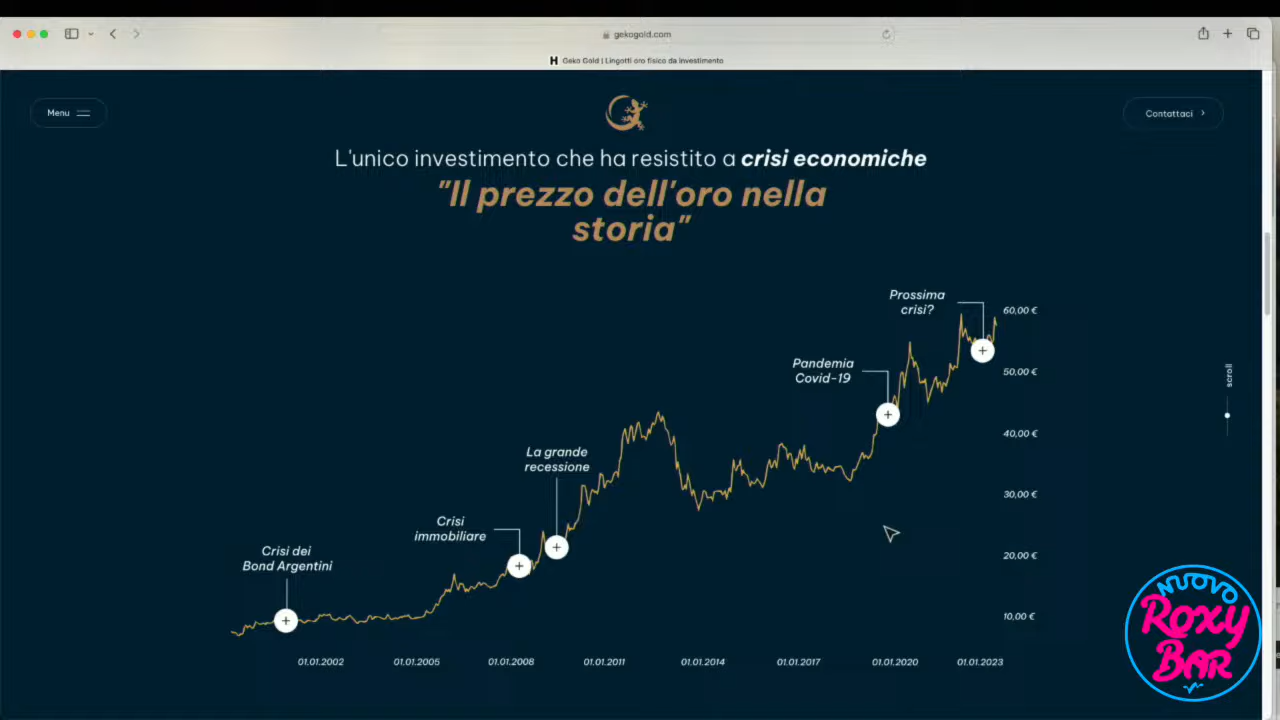 gekogold.com
Geko Gold | Lingotti oro fisico da investimento
Menu
Contattaci
L'unico investimento che ha resistito a crisi economiche
"Il prezzo dell'oro nella
storia"
Prossima
crisi?
60,00 €
Pandemia
Covid-19
50,00 €
scroll
40,00 €
La grande
recessione
30,00 €
Crisi
immobiliare
20,00 €
Crisi dei
Bond Argentini
10,00 €
01.01.2002
01.01.2005
01.01.2008
01.01.2011
01.01.2014
01.01.2017
01.01.2020
01.01.2023
NUOVO
ROXY
BAR